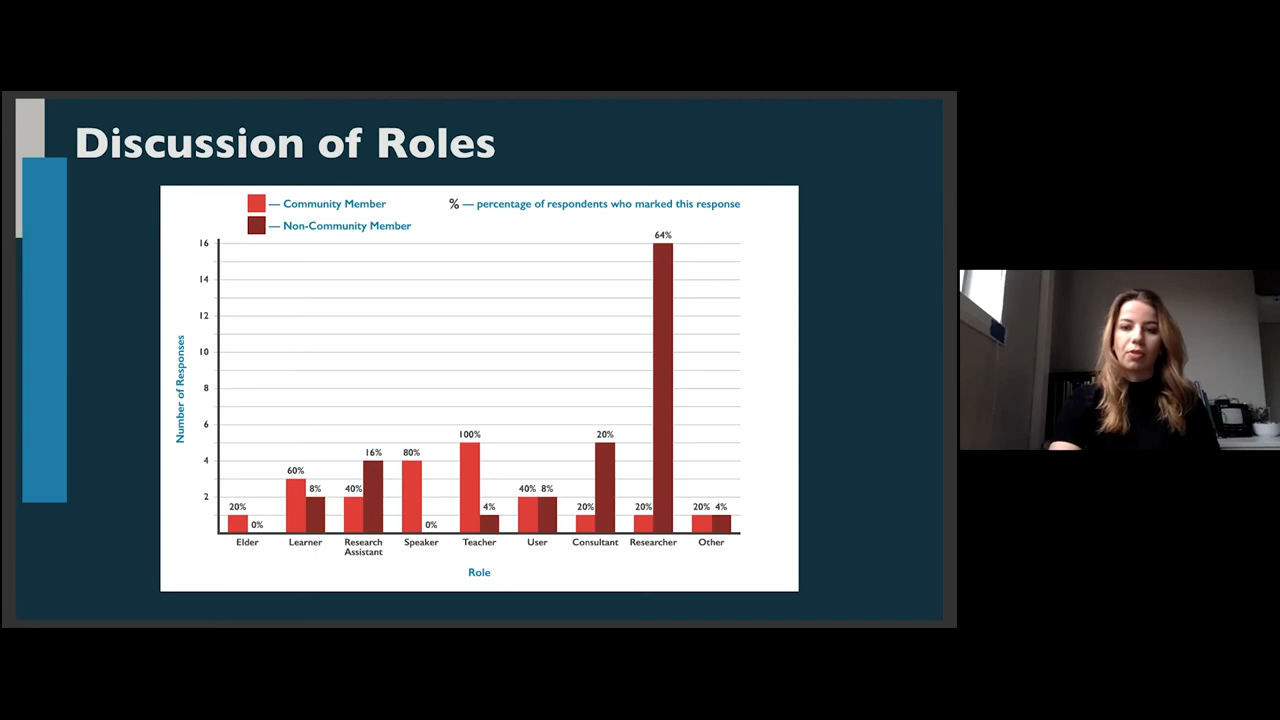 Discussion of Roles
— Community Member
% — percentage of respondents who marked this response
— Non-Community Member
16
14
12
10
8
6
4
2
Number of Responses
20%
0%
60%
8%
40%
16%
80%
0%
100%
4%
40%
8%
20%
20%
20%
64%
20%
4%
Elder
Learner
Research
Assistant
Speaker
Teacher
User
Consultant
Researcher
Other
Role